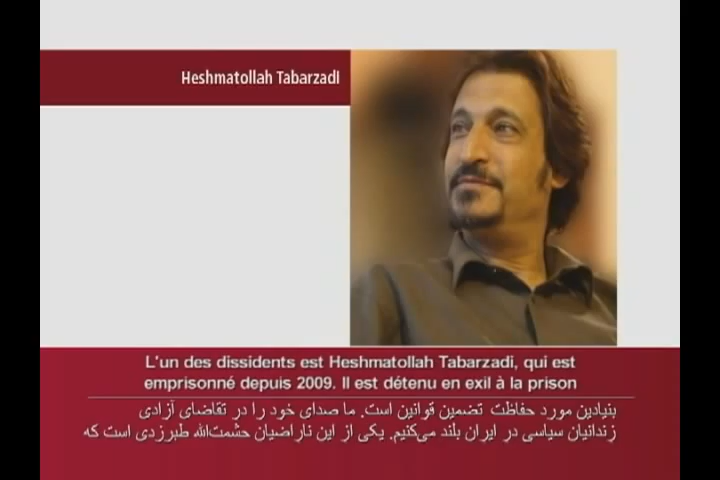 Heshmatollah Tabarzadi
L'un des dissidents est Heshmatollah Tabarzadi, qui est
emprisonné depuis 2009. Il est détenu en exil à la prison
بنیادین مورد حفاظت تضمین قوانین است. ما صدای خود را در تقاضای آزادی
زندانیان سیاسی در ایران بلند می‌کنیم. یکی از این ناراضیان حشمت‌الله طبرزدی است که